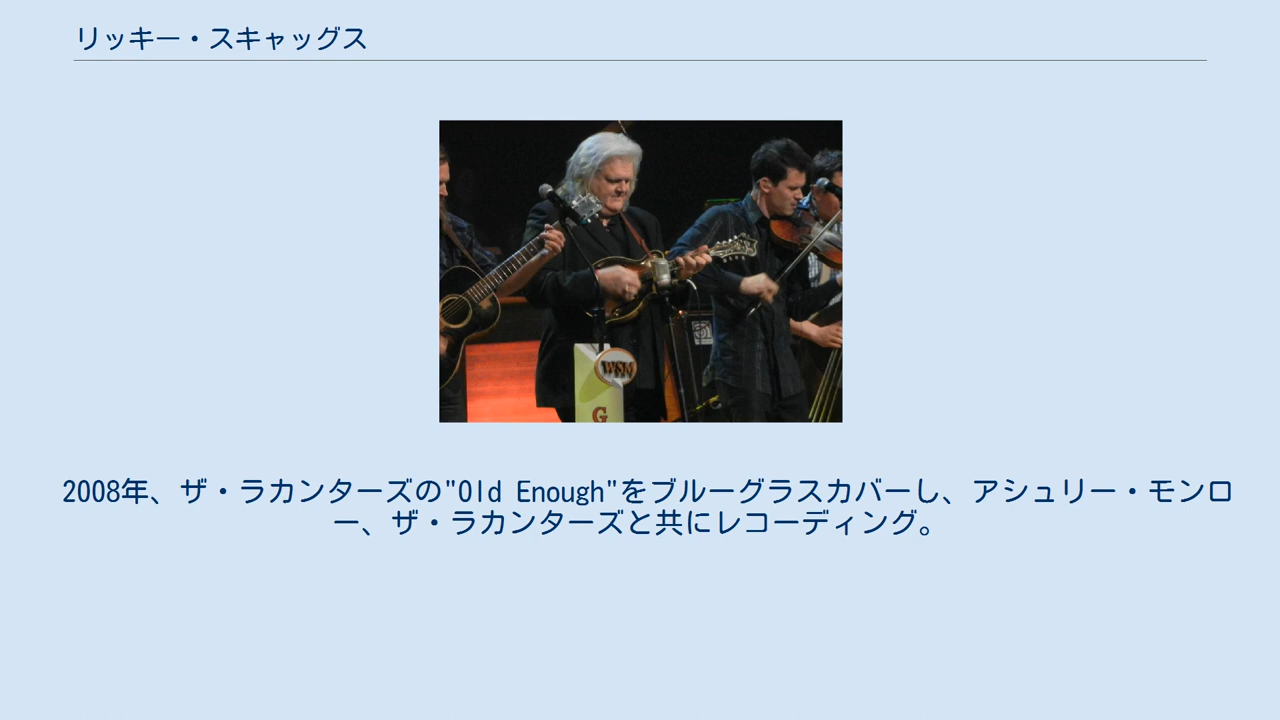 リッキー・スキャッグス
WSM
G
2008年、ザ・ラカンターズの"Old Enough"をブルーグラスカバーし、アシュリー・モンロ
ー、ザ・ラカンターズと共にレコーディング。